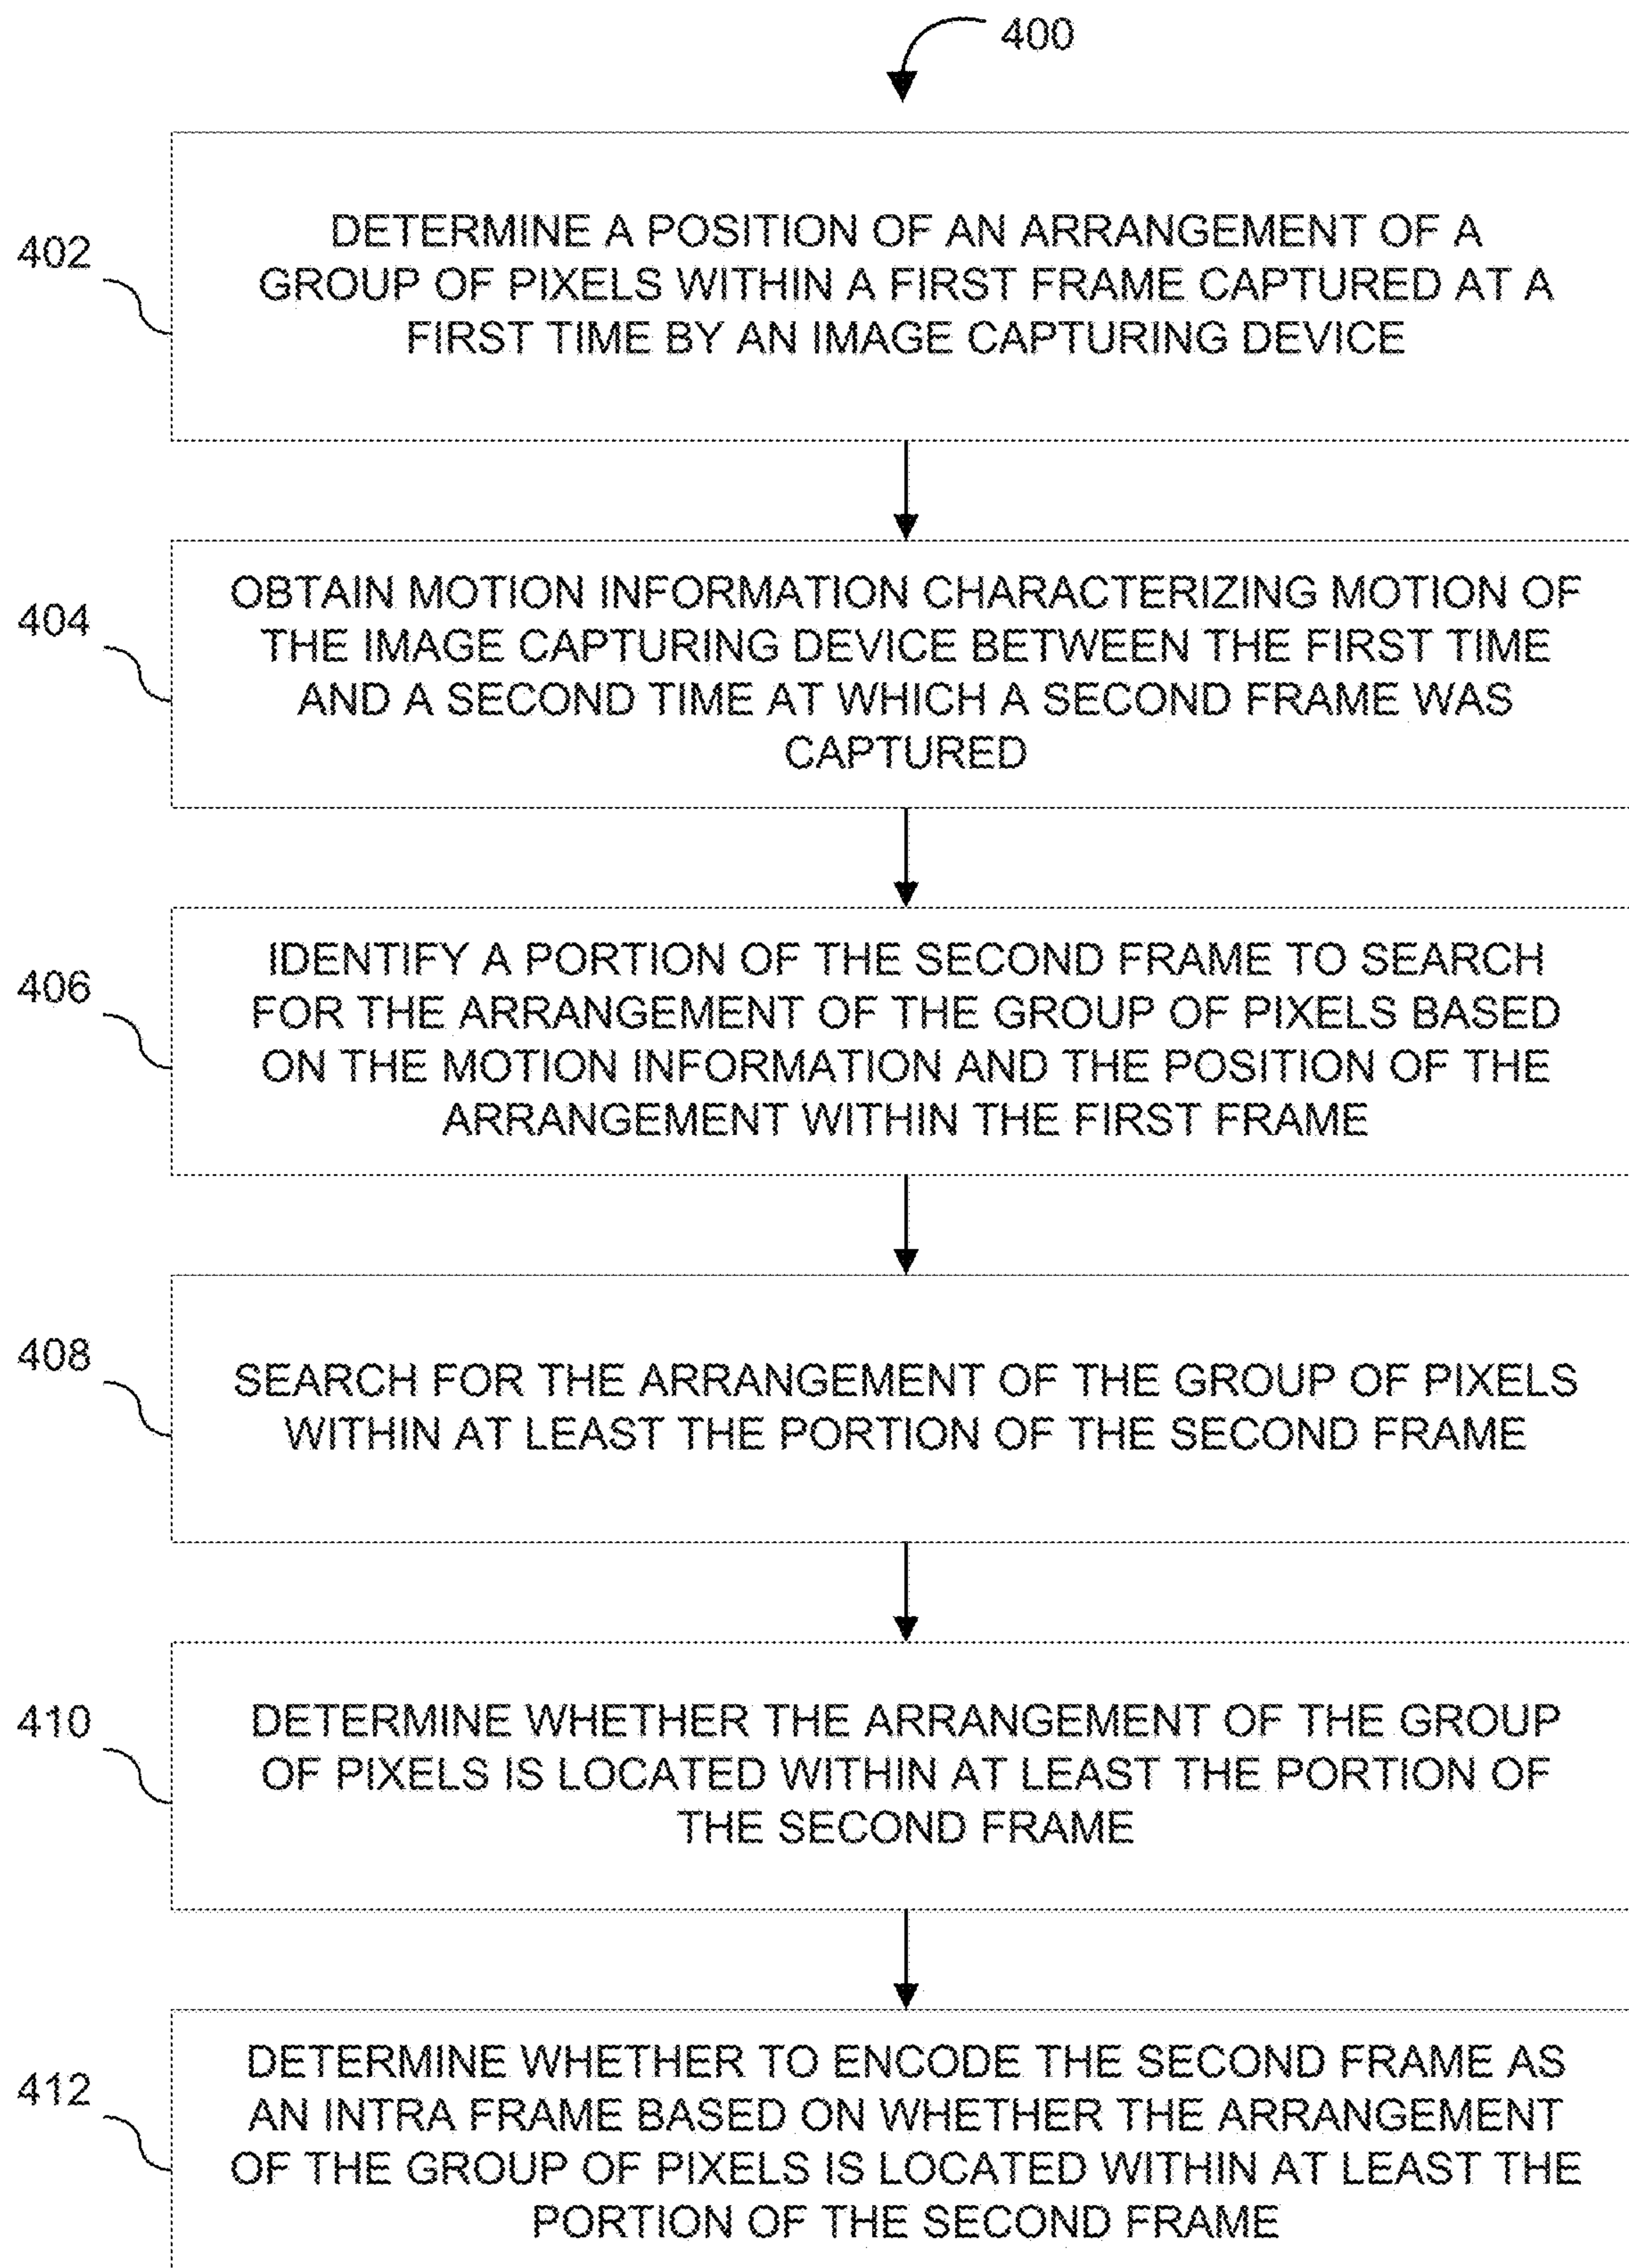 400
402
DETERMINE A POSITION OF AN ARRANGEMENT OF A
GROUP OF PIXELS WITHIN A FIRST FRAME CAPTURED AT A
FIRST TIME BY AN IMAGE CAPTURING DEVICE
404
OBTAIN MOTION INFORMATION CHARACTERIZING MOTION OF
THE IMAGE CAPTURING DEVICE BETWEEN THE FIRST TIME
AND A SECOND TIME AT WHICH A SECOND FRAME WAS
CAPTURED
406
IDENTIFY A PORTION OF THE SECOND FRAME TO SEARCH
FOR THE ARRANGEMENT OF THE GROUP OF PIXELS BASED
ON THE MOTION INFORMATION AND THE POSITION OF THE
ARRANGEMENT WITHIN THE FIRST FRAME
408
SEARCH FOR THE ARRANGEMENT OF THE GROUP OF PIXELS
WITHIN AT LEAST THE PORTION OF THE SECOND FRAME
410
DETERMINE WHETHER THE ARRANGEMENT OF THE GROUP
OF PIXELS IS LOCATED WITHIN AT LEAST THE PORTION OF
THE SECOND FRAME
412
DETERMINE WHETHER TO ENCODE THE SECOND FRAME AS
AN INTRA FRAME BASED ON WHETHER THE ARRANGEMENT
OF THE GROUP OF PIXELS IS LOCATED WITHIN AT LEAST THE
PORTION OF THE SECOND FRAME